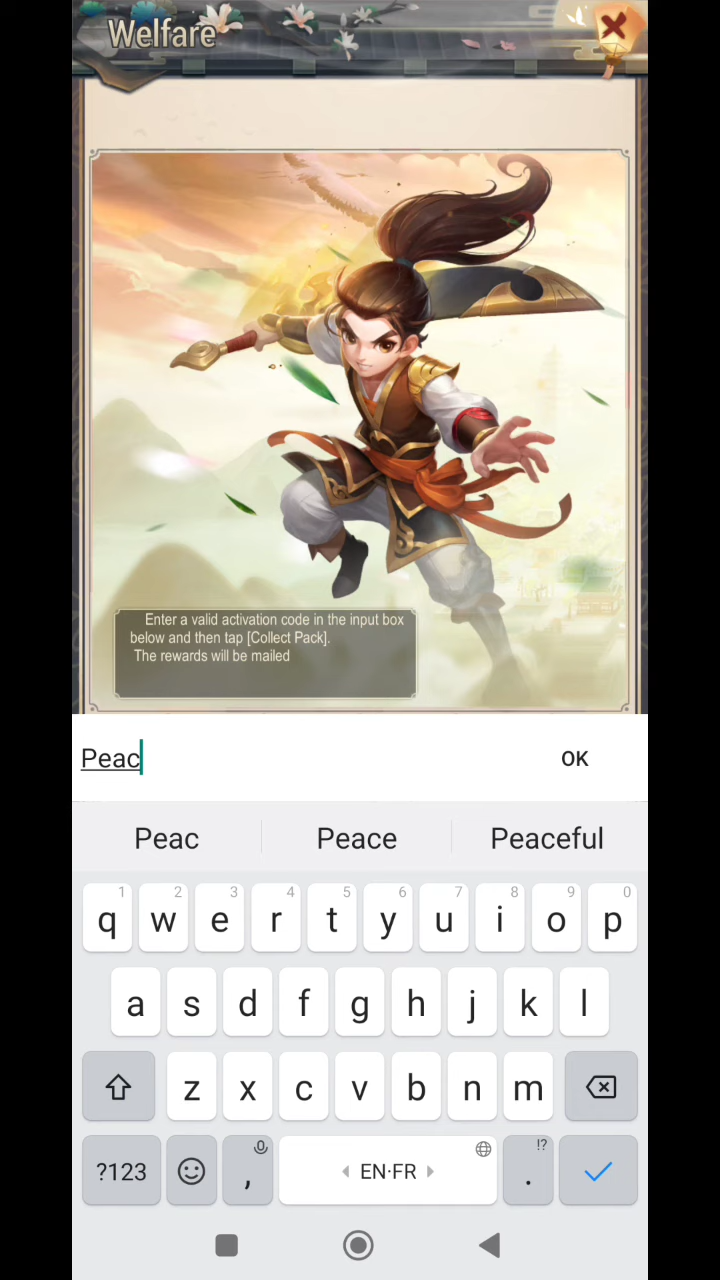 Welfare
Enter a valid activation code in the input box
below and then tap [Collect Pack].
The rewards will be mailed
Peac OK
Peac Peace Peaceful
1 2 3 4 5 6 7 8 9 0
q w e r t y u i o p
a s d f g h j k l
z x c v b n m
?123 , EN·FR . !?